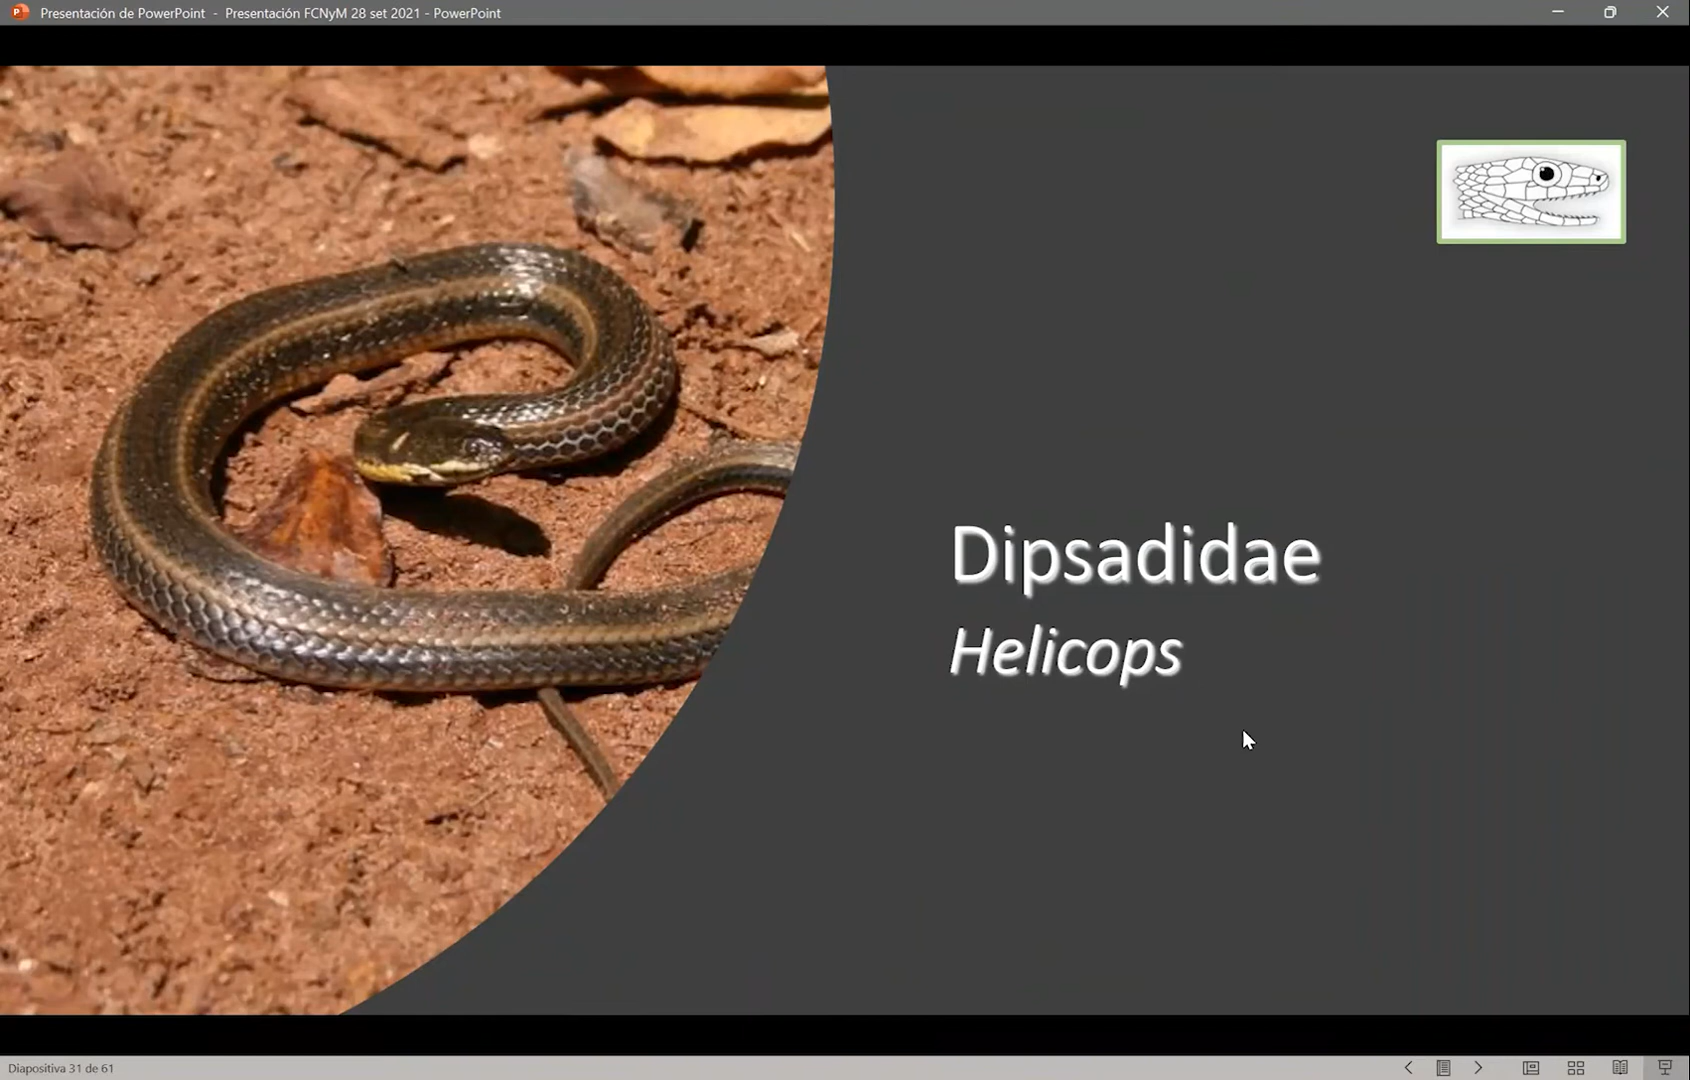 Presentación de PowerPoint - Presentación FCNyM 28 set 2021 - PowerPoint
Dipsadidae
Helicops
Diapositiva 31 de 61